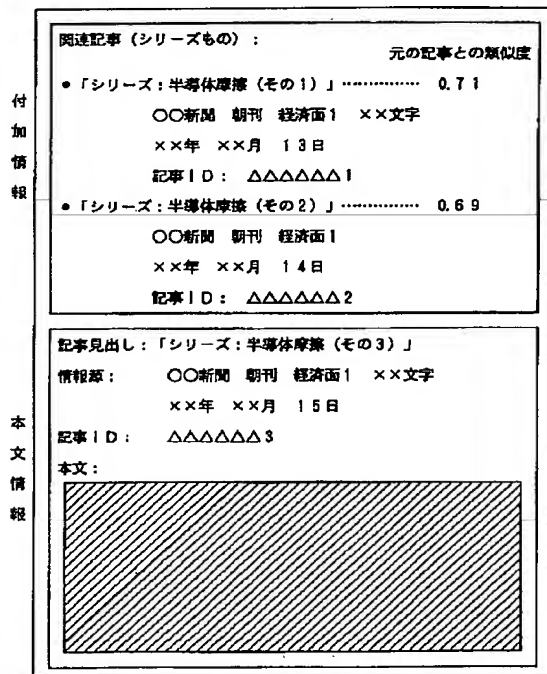 付加情報
関連記事（シリーズもの）：
元の記事との類似度
●「シリーズ：半導体摩擦（その１）」…………… ０.７１
〇〇新聞 朝刊 経済面１ ××文字
××年 ××月 １３日
記事ＩＤ： △△△△△△１
●「シリーズ：半導体摩擦（その２）」…………… ０.６９
〇〇新聞 朝刊 経済面１
××年 ××月 １４日
記事ＩＤ： △△△△△△２
本文情報
記事見出し：「シリーズ：半導体摩擦（その３）」
情報源： 〇〇新聞 朝刊 経済面１ ××文字
××年 ××月 １５日
記事ＩＤ： △△△△△△３
本文：